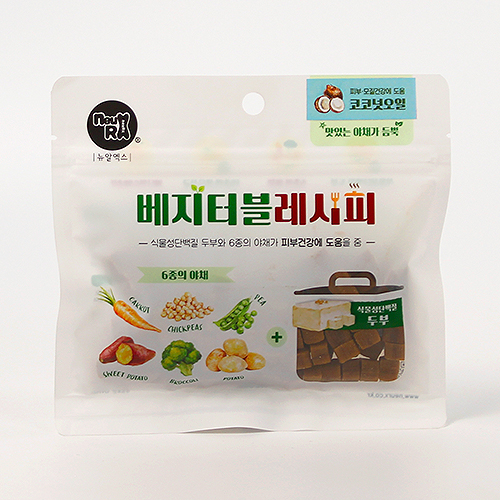 NeuM
RX
®
|뉴알엑스|
피부·모질건강에 도움
코코넛오일
맛있는 야채가 듬뿍
베지터블레시피
식물성단백질 두부와 6종의 야채가 피부건강에 도움을 줌
6종의 야채
CARROT
CHICKPEAS
PEA
SWEET POTATO
BROCCOLI
POTATO
+
식물성단백질
두부